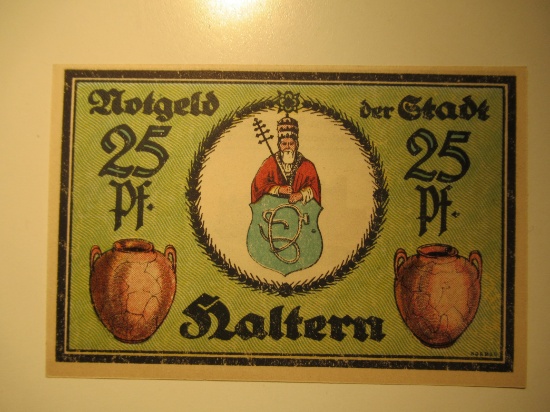 Notgeld der Stadt
25 25
Pf. Pf.
Haltern